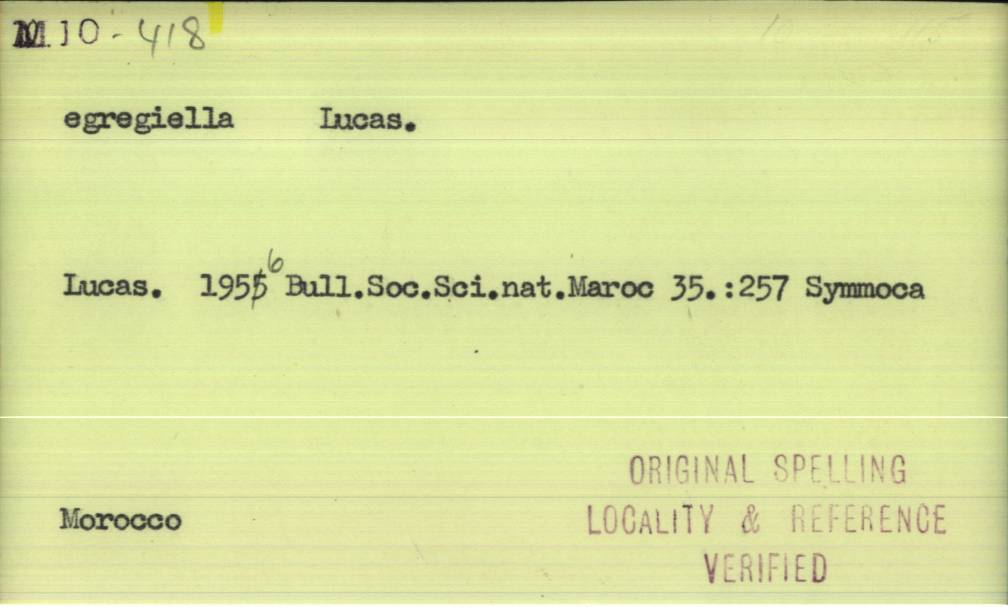 M10-418
egregiella Lucas.
Lucas. 1955 6 Bull.Soc.Sci.nat.Maroc 35.:257 Symmoca
ORIGINAL SPELLING
Morocco LOCALITY & REFERENCE
VERIFIED